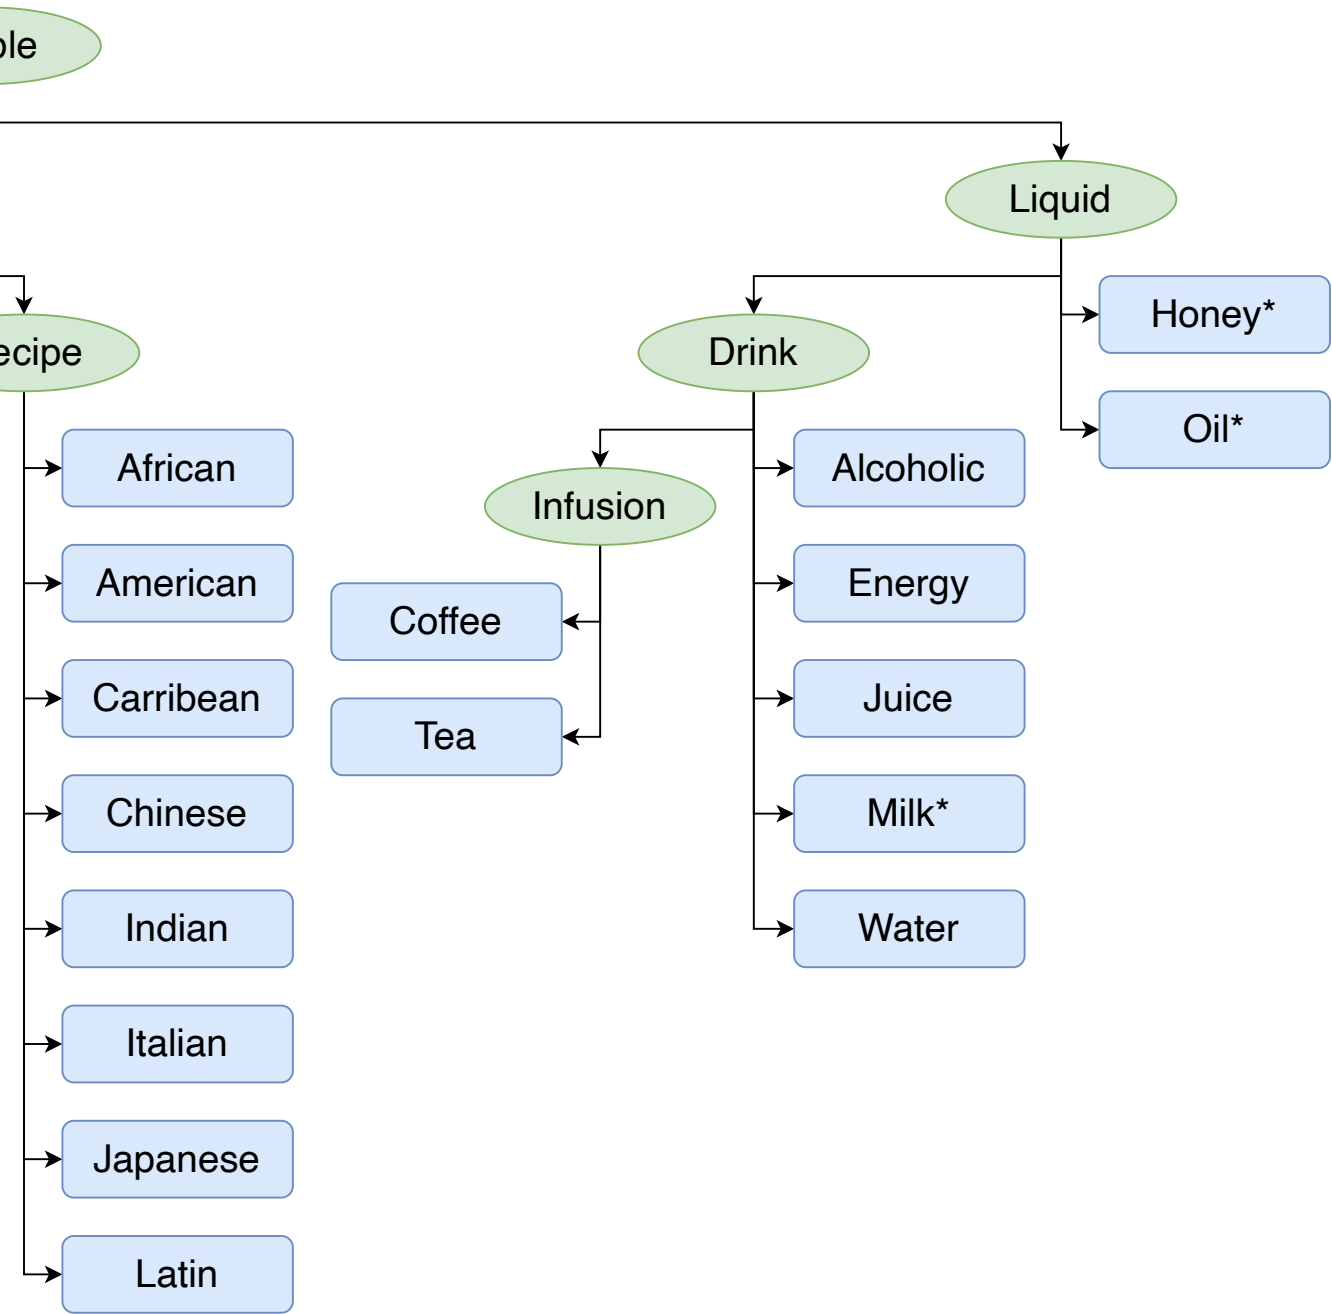 ole
Liquid
Honey*
ecipe
Drink
Oil*
African
Alcoholic
Infusion
American
Energy
Coffee
Carribean
Juice
Tea
Chinese
Milk*
Indian
Water
Italian
Japanese
Latin